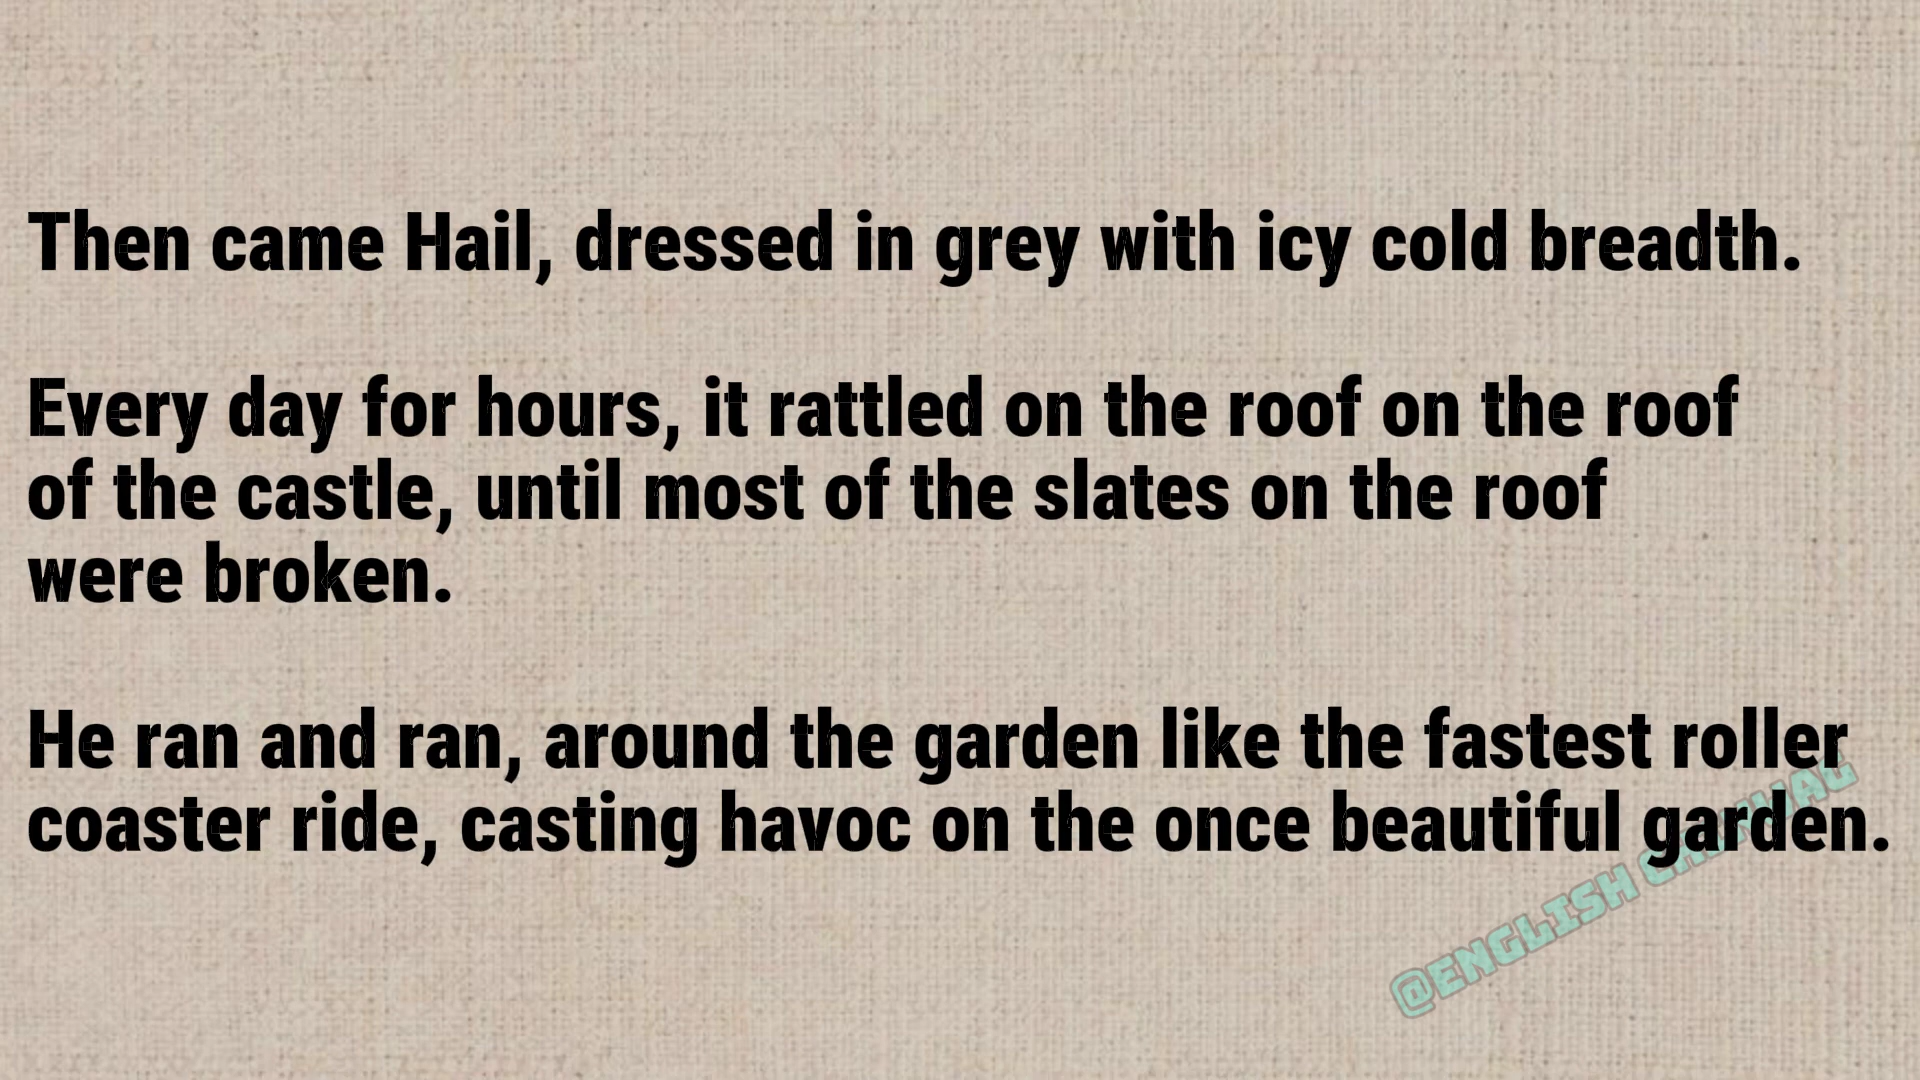 Then came Hail, dressed in grey with icy cold breadth.
Every day for hours, it rattled on the roof on the roof
of the castle, until most of the slates on the roof
were broken.
He ran and ran, around the garden like the fastest roller
coaster ride, casting havoc on the once beautiful garden.
@ENGLISH